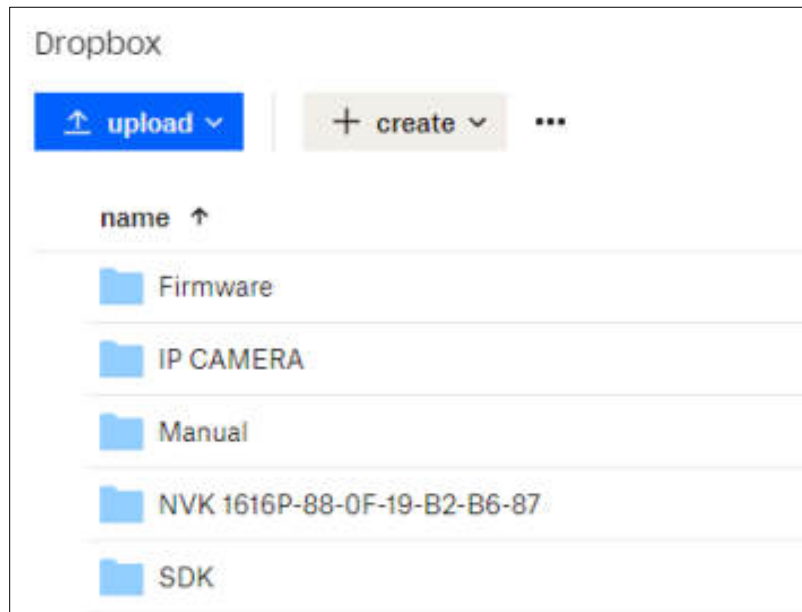 Dropbox
upload
+ create ...
name ↑
Firmware
IP CAMERA
Manual
NVK 1616P-88-0F-19-B2-B6-87
SDK